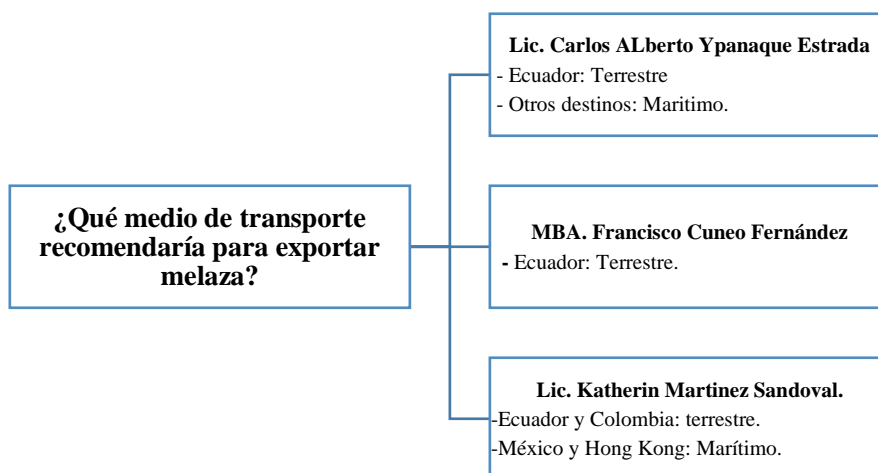 ¿Qué medio de transporte
recomendaría para exportar
melaza?
Lic. Carlos ALberto Ypanaque Estrada
- Ecuador: Terrestre
- Otros destinos: Maritimo.
MBA. Francisco Cuneo Fernández
- Ecuador: Terrestre.
Lic. Katherin Martinez Sandoval.
-Ecuador y Colombia: terrestre.
-México y Hong Kong: Marítimo.